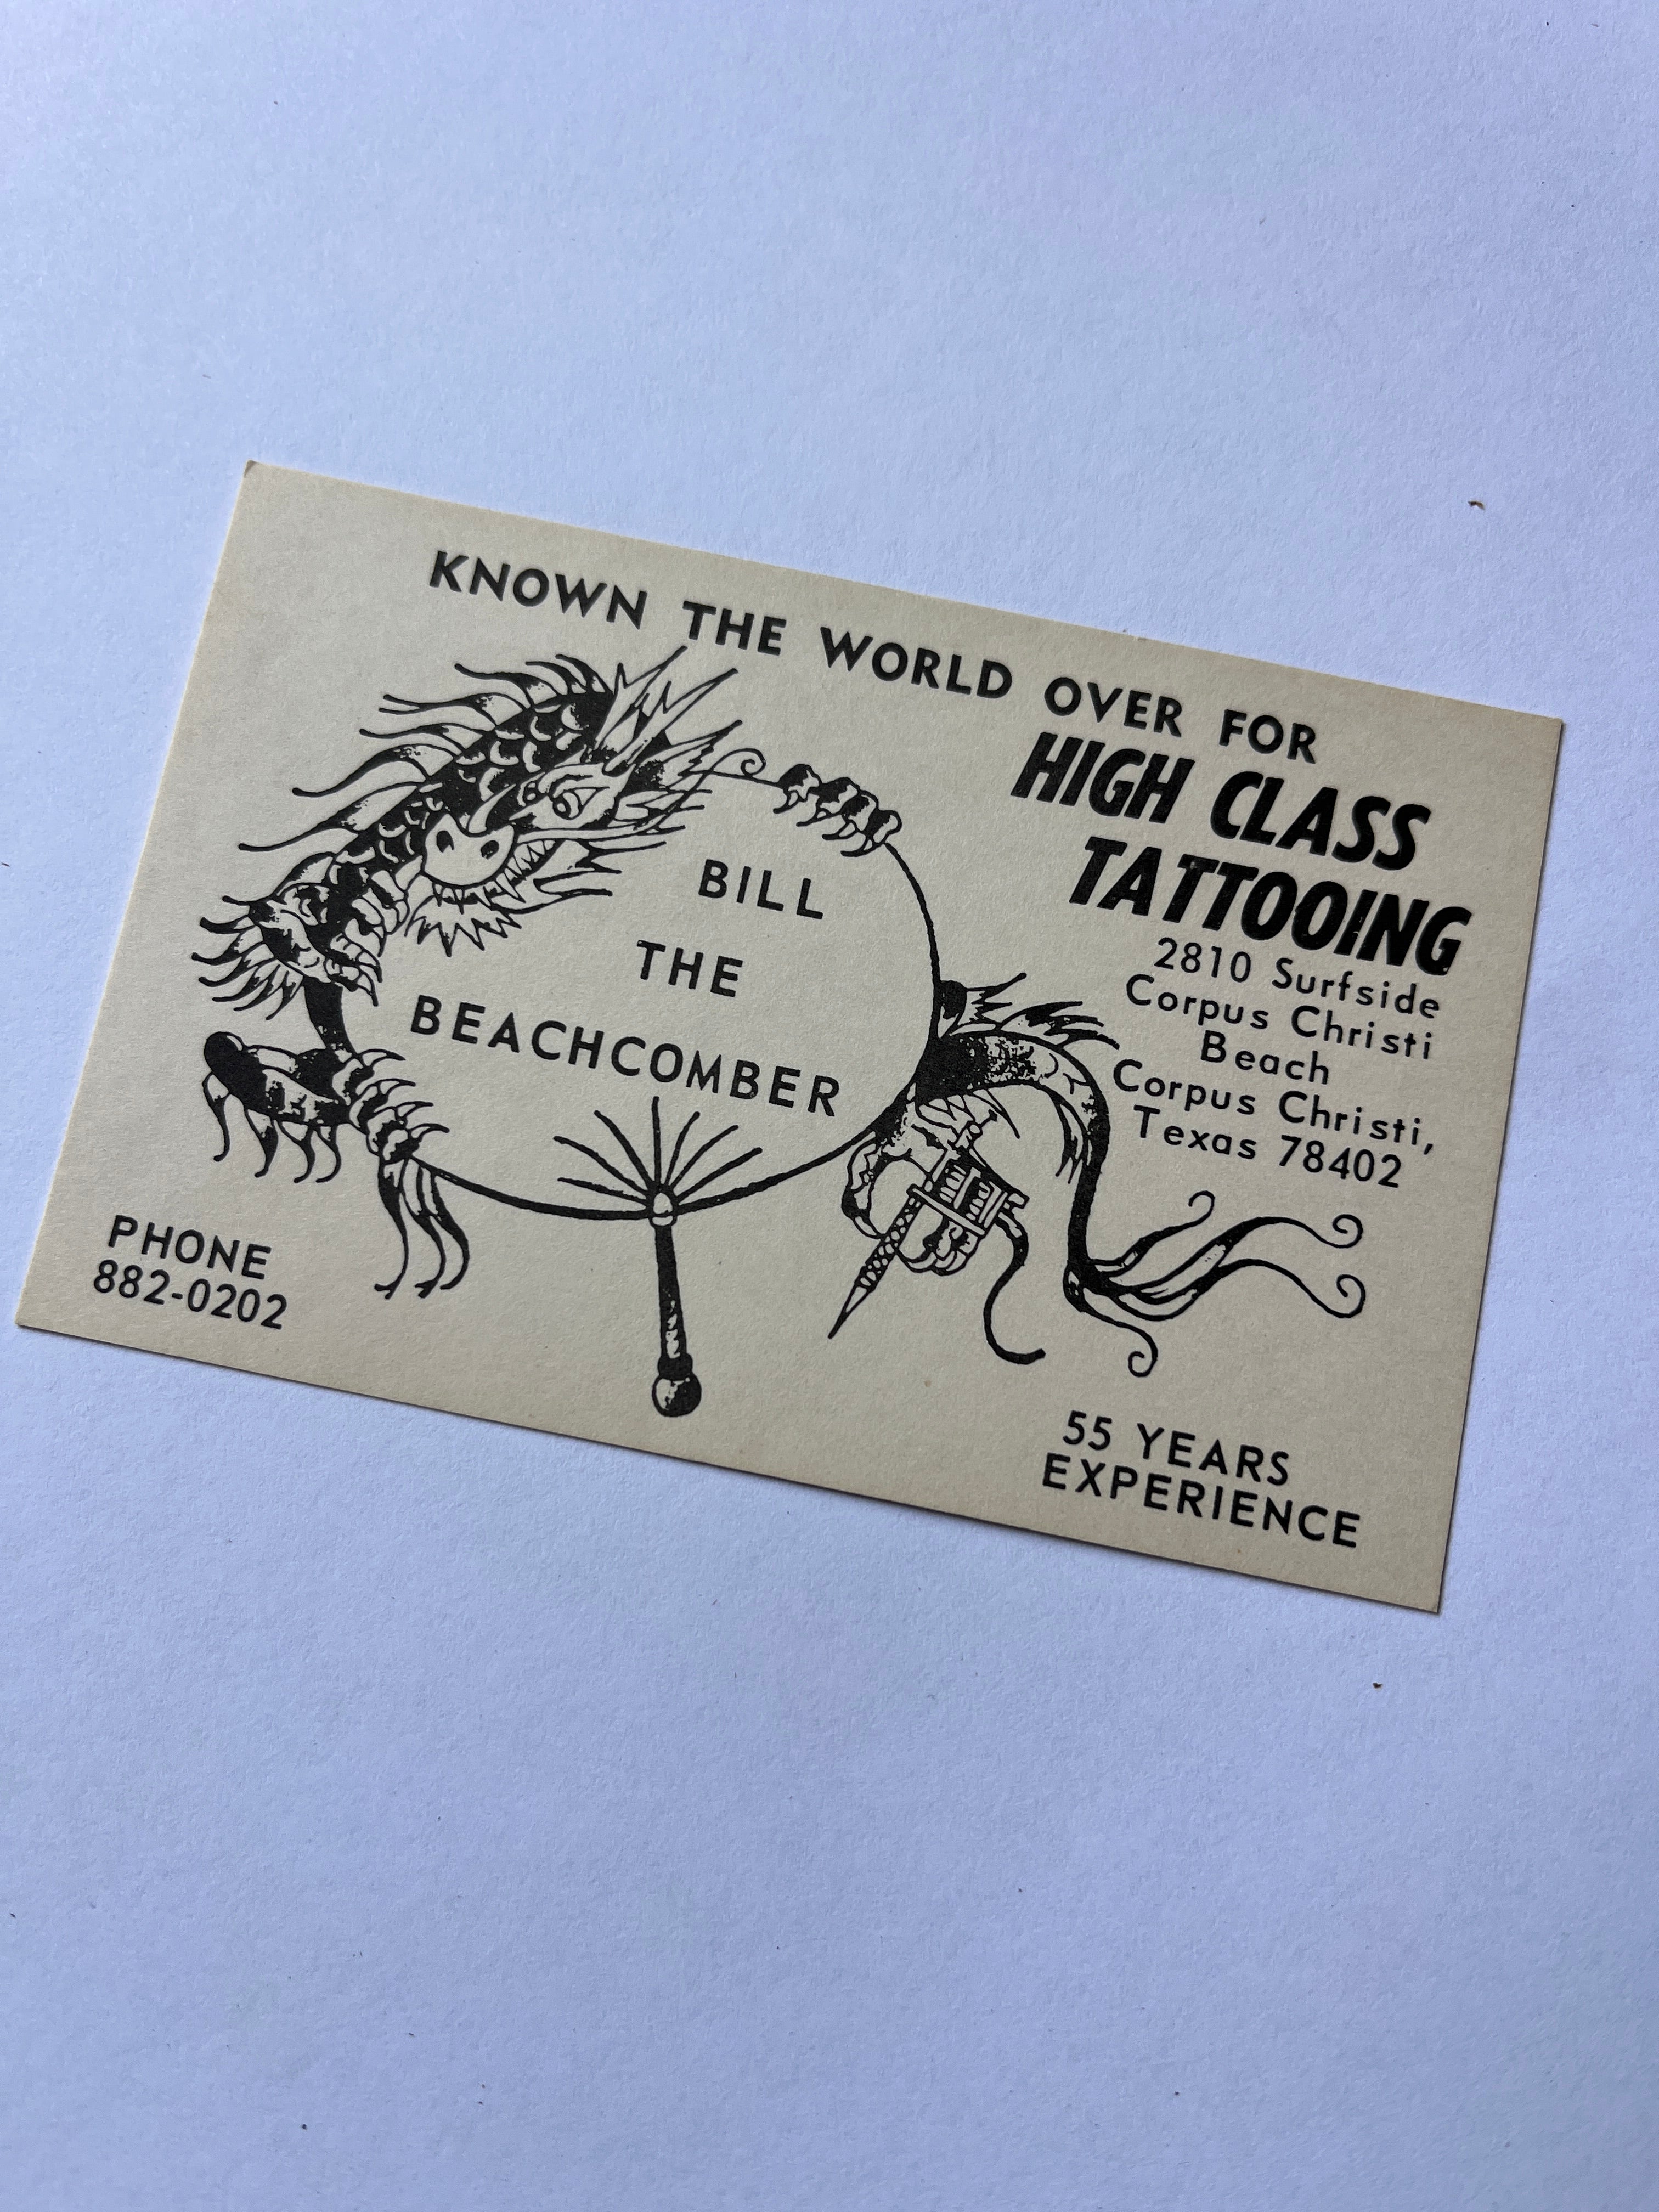 KNOWN THE WORLD OVER FOR
HIGH CLASS
TATTOOING
2810 Surfside
Corpus Christi
Beach
Corpus Christi,
Texas 78402
BILL
THE
BEACHCOMBER
PHONE
882-0202
55 YEARS
EXPERIENCE